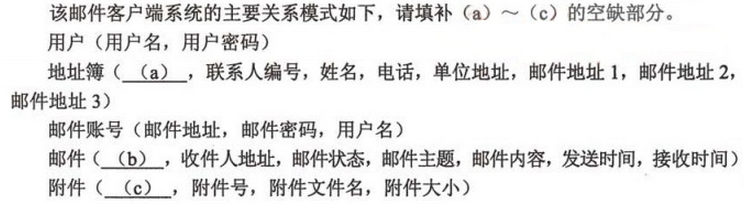 该邮件客户端系统的主要关系模式如下，请填补（a）～（c）的空缺部分。
用户（用户名，用户密码）
地址簿（ （a） ，联系人编号，姓名，电话，单位地址，邮件地址1，邮件地址2，
邮件地址3）
邮件账号（邮件地址，邮件密码，用户名）
邮件（ （b） ，收件人地址，邮件状态，邮件主题，邮件内容，发送时间，接收时间）
附件（ （c） ，附件号，附件文件名，附件大小）